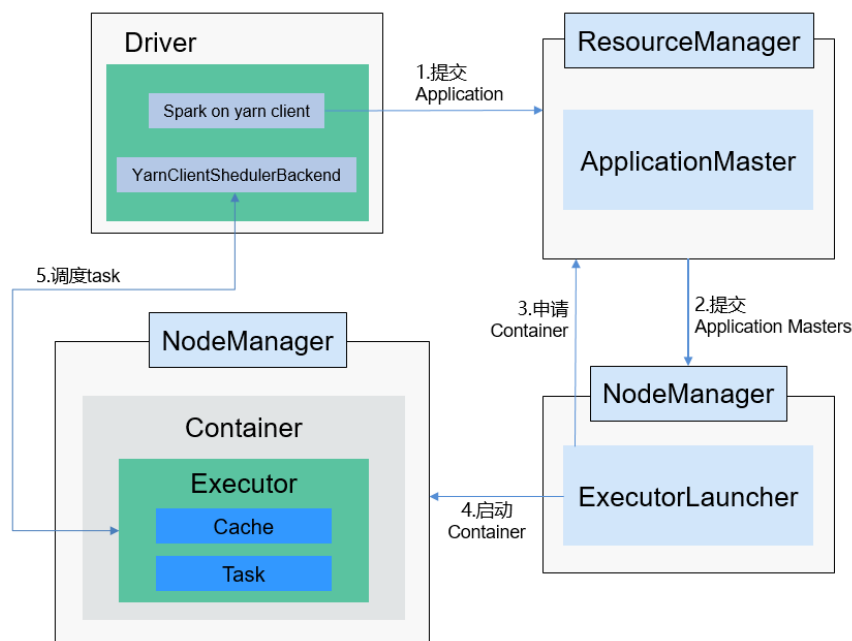 Driver
Spark on yarn client
YarnClientShedulerBackend
1.提交
Application
ResourceManager
ApplicationMaster
5.调度task
3.申请
Container
2.提交
Application Masters
NodeManager
Container
Executor
Cache
Task
4.启动
Container
NodeManager
ExecutorLauncher